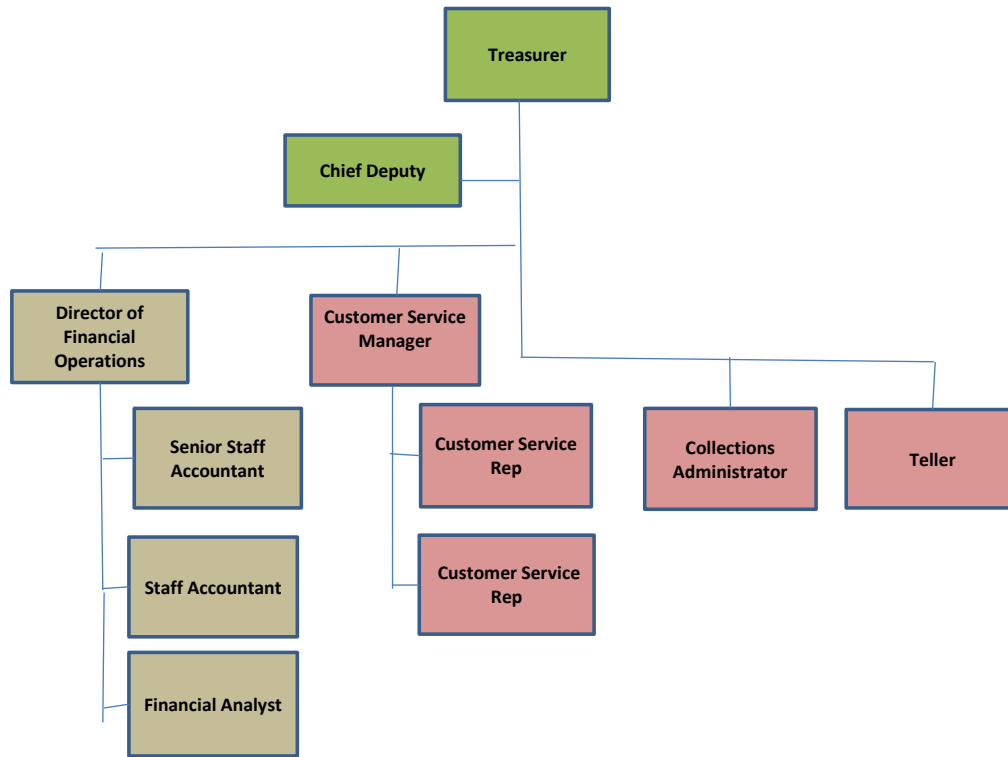 Treasurer
Chief Deputy
Director of
Financial
Operations
Customer Service
Manager
Senior Staff
Accountant
Customer Service
Rep
Collections
Administrator
Teller
Staff Accountant
Customer Service
Rep
Financial Analyst